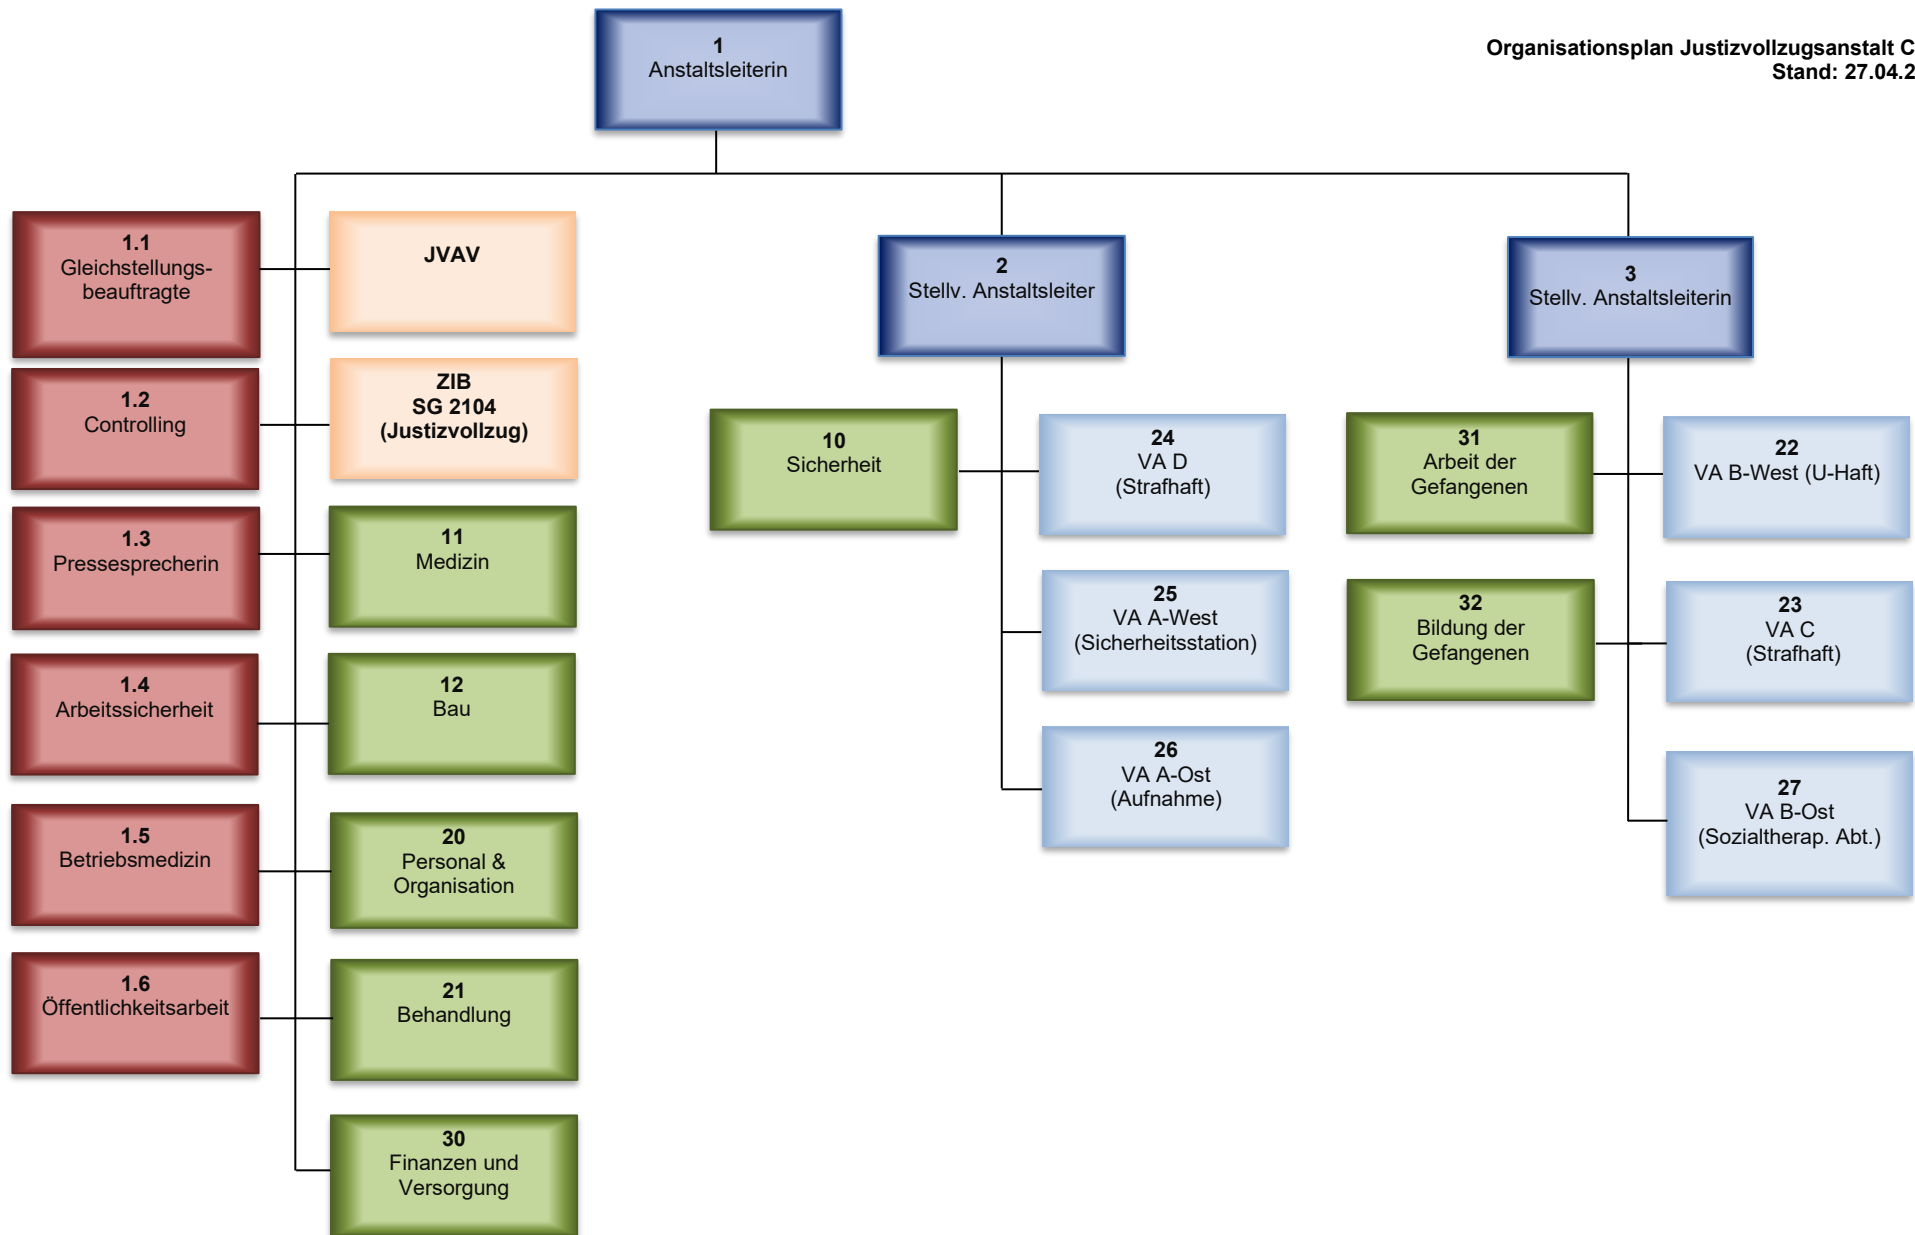 Organisationsplan Justizvollzugsanstalt C
Stand: 27.04.2
1
Anstaltsleiterin
1.1
Gleichstellungs-
beauftragte
JVAV
1.2
Controlling
ZIB
SG 2104
(Justizvollzug)
1.3
Pressesprecherin
11
Medizin
1.4
Arbeitssicherheit
12
Bau
1.5
Betriebsmedizin
20
Personal &
Organisation
1.6
Öffentlichkeitsarbeit
21
Behandlung
30
Finanzen und
Versorgung
2
Stellv. Anstaltsleiter
10
Sicherheit
24
VA D
(Strafhaft)
25
VA A-West
(Sicherheitsstation)
26
VA A-Ost
(Aufnahme)
3
Stellv. Anstaltsleiterin
31
Arbeit der
Gefangenen
22
VA B-West (U-Haft)
32
Bildung der
Gefangenen
23
VA C
(Strafhaft)
27
VA B-Ost
(Sozialtherap. Abt.)